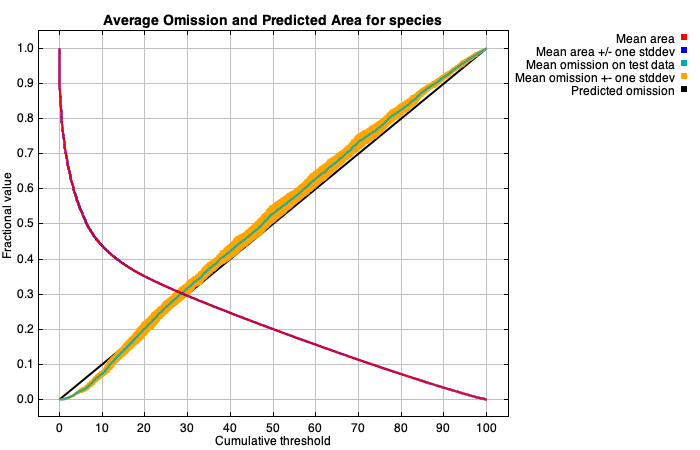 Average Omission and Predicted Area for species
Mean area
Mean area +/- one stddev
Mean omission on test data
Mean omission +- one stddev
Predicted omission
Fractional value
1.0
0.9
0.8
0.7
0.6
0.5
0.4
0.3
0.2
0.1
0.0
0 10 20 30 40 50 60 70 80 90 100
Cumulative threshold